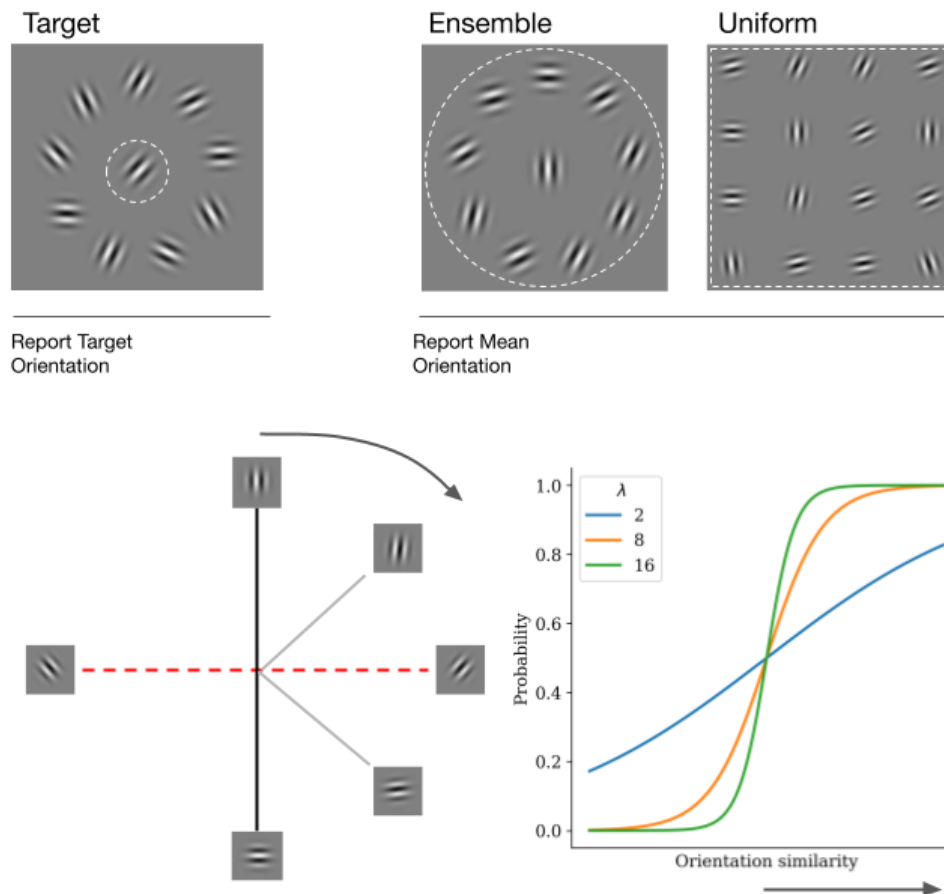 Target
Ensemble
Uniform
Report Target
Orientation
Report Mean
Orientation
λ
2
8
16
1.0
0.8
0.6
0.4
0.2
0.0
Probability
Orientation similarity